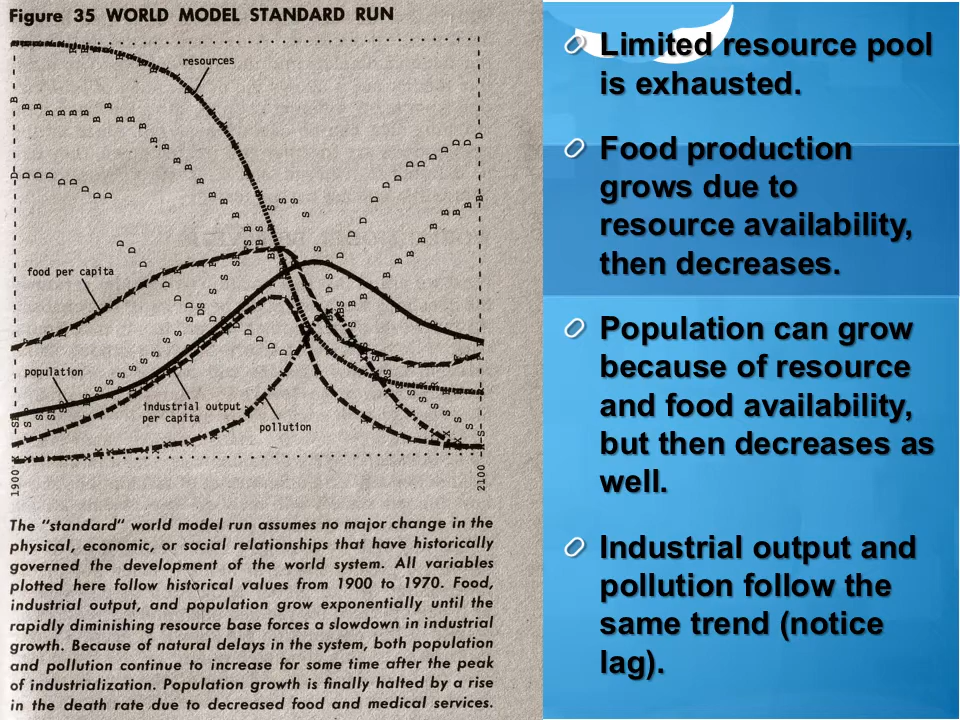 Figure 35 WORLD MODEL STANDARD RUN
resources
food per capita
population
industrial output
per capita
pollution
1900
2100
The "standard" world model run assumes no major change in the
physical, economic, or social relationships that have historically
governed the development of the world system. All variables
plotted here follow historical values from 1900 to 1970. Food,
industrial output, and population grow exponentially until the
rapidly diminishing resource base forces a slowdown in industrial
growth. Because of natural delays in the system, both population
and pollution continue to increase for some time after the peak
of industrialization. Population growth is finally halted by a rise
in the death rate due to decreased food and medical services.
Limited resource pool
is exhausted.
Food production
grows due to
resource availability,
then decreases.
Population can grow
because of resource
and food availability,
but then decreases as
well.
Industrial output and
pollution follow the
same trend (notice
lag).